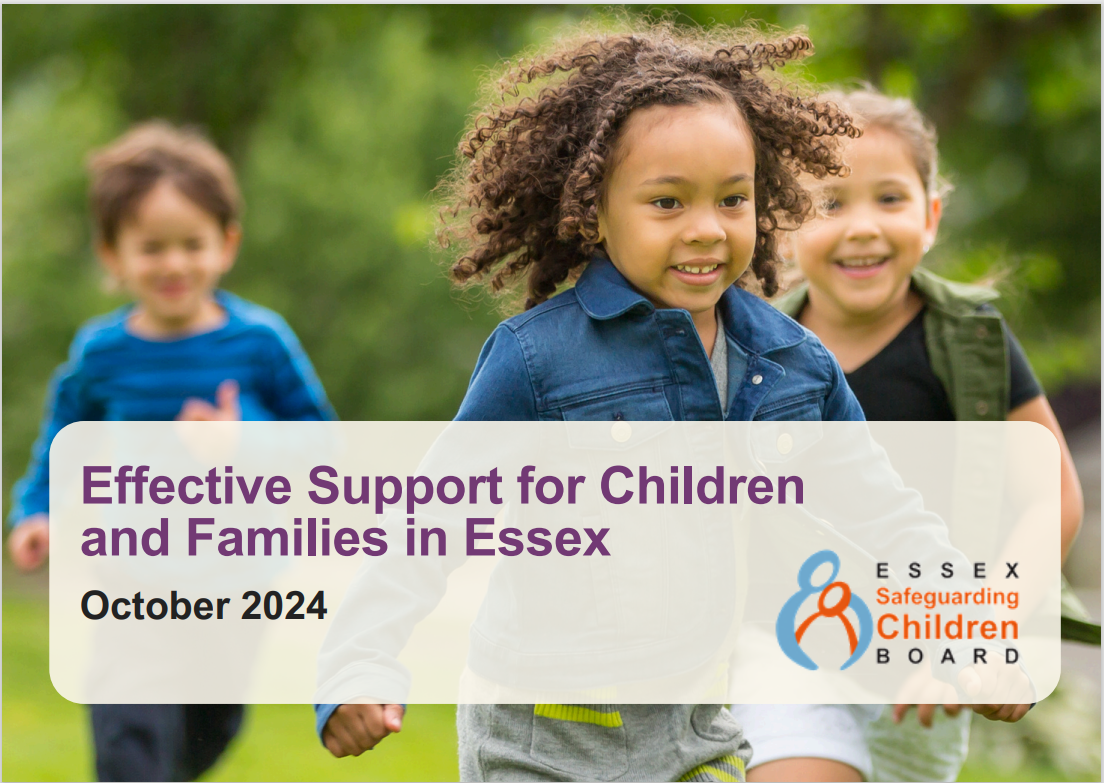 Effective Support for Children
and Families in Essex
October 2024
ESSEX
Safeguarding
Children
BOARD